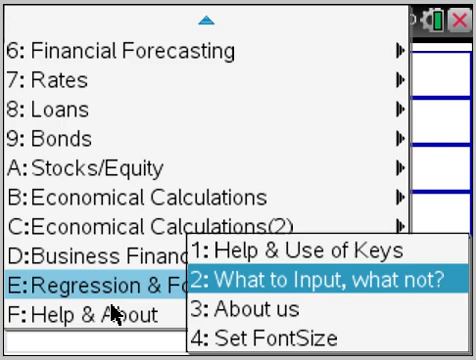 6: Financial Forecasting
7: Rates
8: Loans
9: Bonds
A: Stocks/Equity
B: Economical Calculations
C: Economical Calculations(2)
D: Business Financ
E: Regression & Fo
F: Help & About
1: Help & Use of Keys
2: What to Input, what not?
3: About us
4: Set FontSize